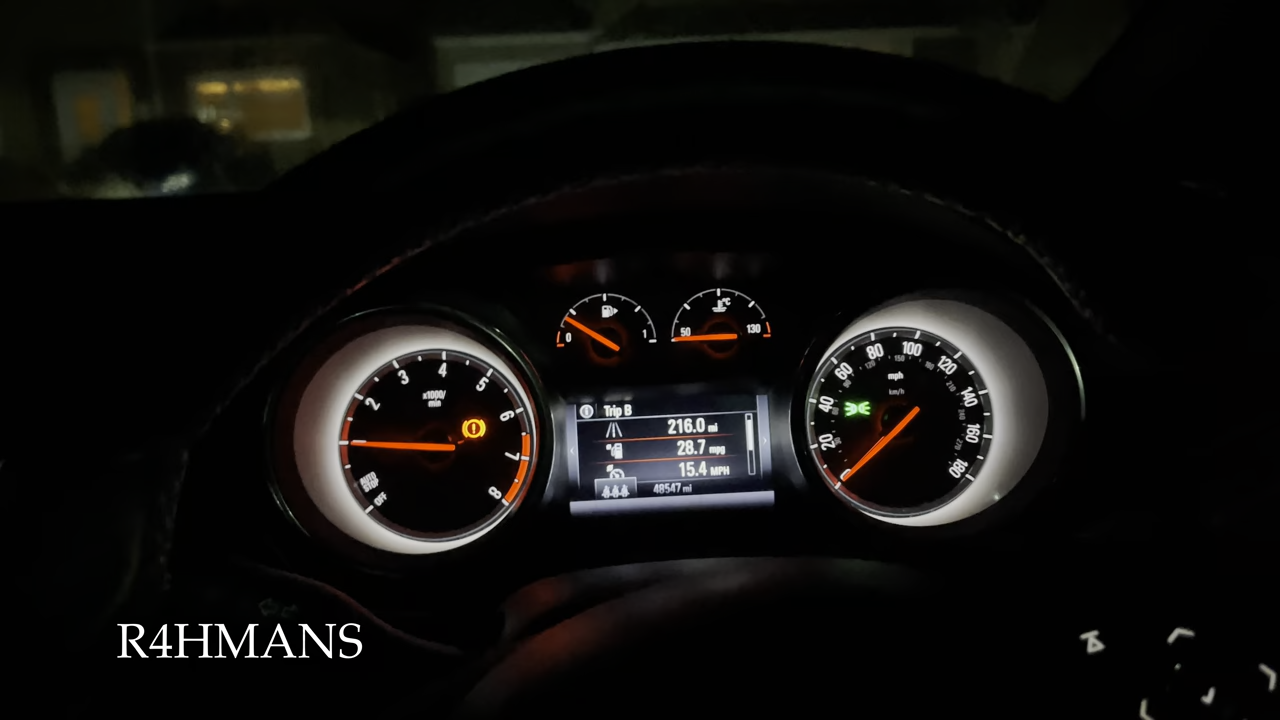 0
1
50
°C
130
2
3
4
5
6
7
8
x1000/
min
AUTO
STOP
OFF
Trip B
216.0 mi
28.7 mpg
15.4 MPH
48547 mi
20
40
60
80
100
120
140
160
180
mph
km/h
R4HMANS